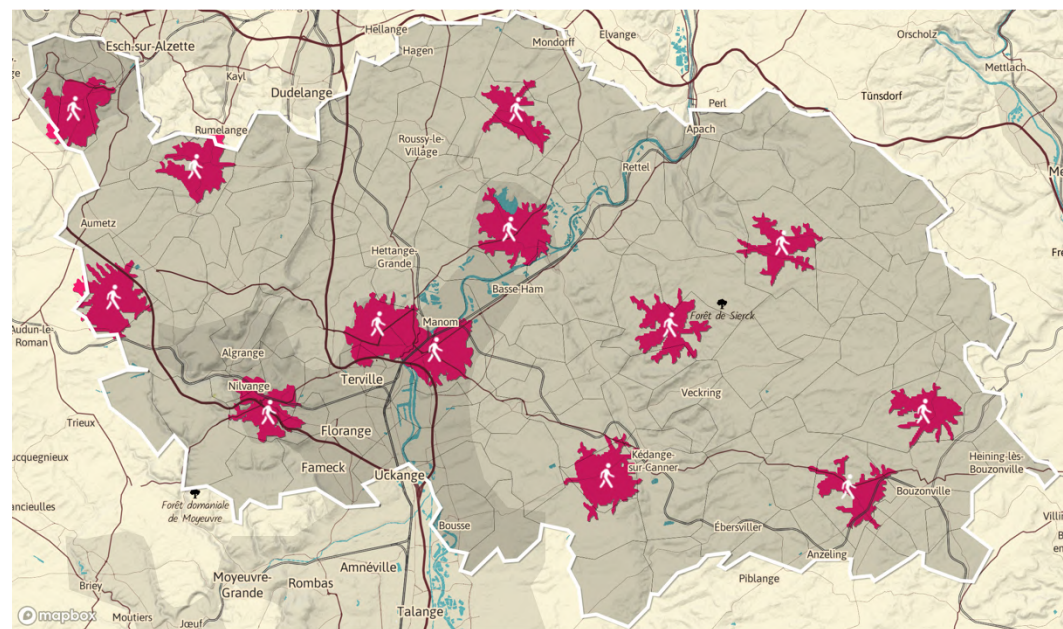 Hellange
Mondorff
Elvange
Orscholz
Esch-sur-Alzette
Hagen
Mettlach
Kayl
Dudelange
Tünsdorf
Perl
Rumelange
Apach
Roussy-le-
Village
Rettel
Aumetz
Hettange-
Grande
Basse-Ham
Forêt de Sierck
Manom
Audun-le-
Roman
Algrange
Terville
Nilvange
Veckring
Trieux
Florange
Kédange-
sur-Canner
Heining-lès-
Bouzonville
Fameck
Uckange
Bouzonville
Forêt domaniale
de Moyeuvre
Bousse
Ébersviller
Anzeling
Amnéville
Piblange
Moyeuvre-
Grande
Rombas
Briey
Talange
mapbox
Moutiers
Jœuf